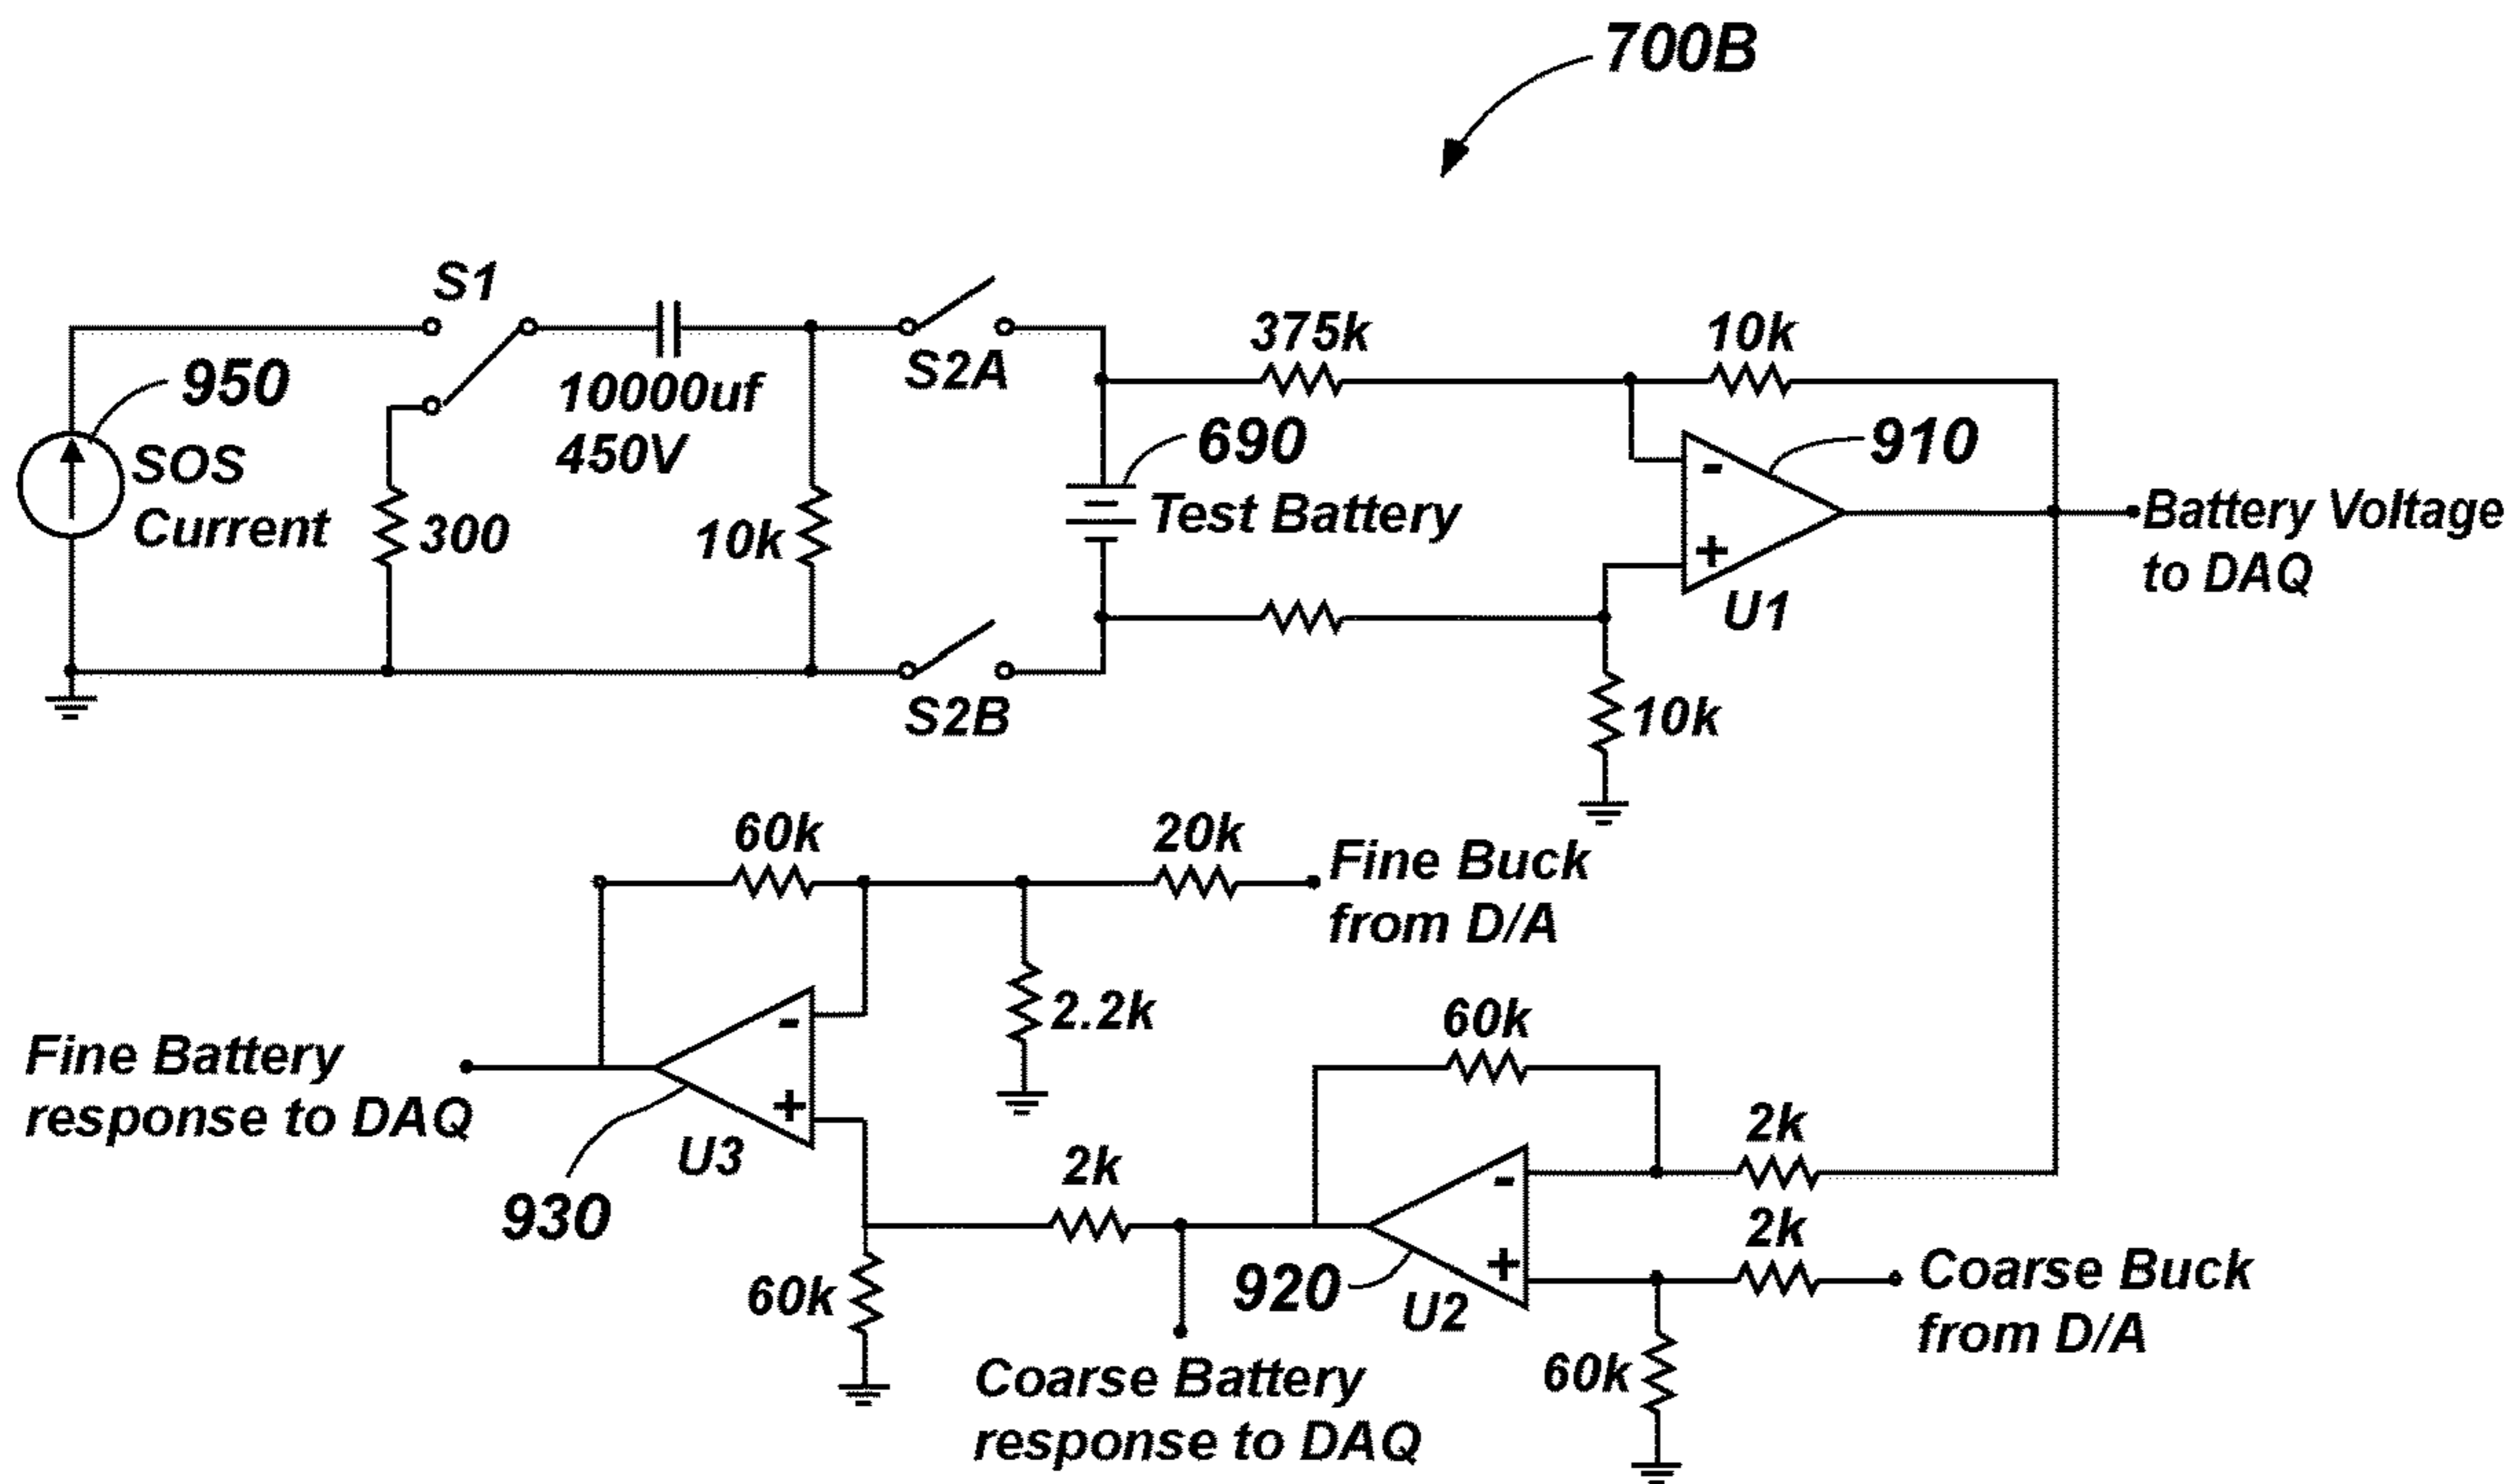 700B
S1
950
SOS
Current
300
10000uf
450V
10k
S2A
S2B
690
Test Battery
375k
10k
-
+
910
U1
10k
Battery Voltage
to DAQ
60k
20k
Fine Buck
from D/A
2.2k
-
+
U3
930
Fine Battery
response to DAQ
2k
60k
60k
-
+
920
U2
2k
2k
Coarse Buck
from D/A
60k
Coarse Battery
response to DAQ